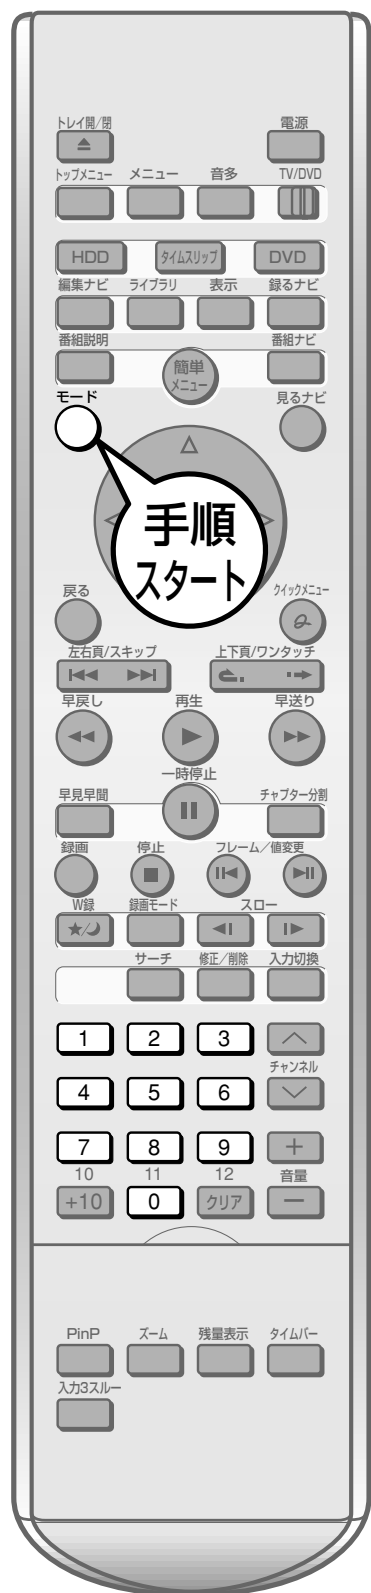 トレイ開/閉 電源
トップメニュー メニュー 音多 TV/DVD
HDD タイムスリップ DVD
編集ナビ ライブラリ 表示 録るナビ
番組説明 番組ナビ
簡単
メニュー
モード 見るナビ
手順
スタート
戻る クイックメニュー
左右頁/スキップ 上下頁/ワンタッチ
早戻し 再生 早送り
一時停止
早見早聞 チャプター分割
録画 停止 フレーム/値変更
W録 録画モード スロー
サーチ 修正/削除 入力切換
1 2 3
チャンネル
4 5 6
7 8 9 +
10 11 12 音量
+10 0 クリア −
PinP ズーム 残量表示 タイムバー
入力3スルー